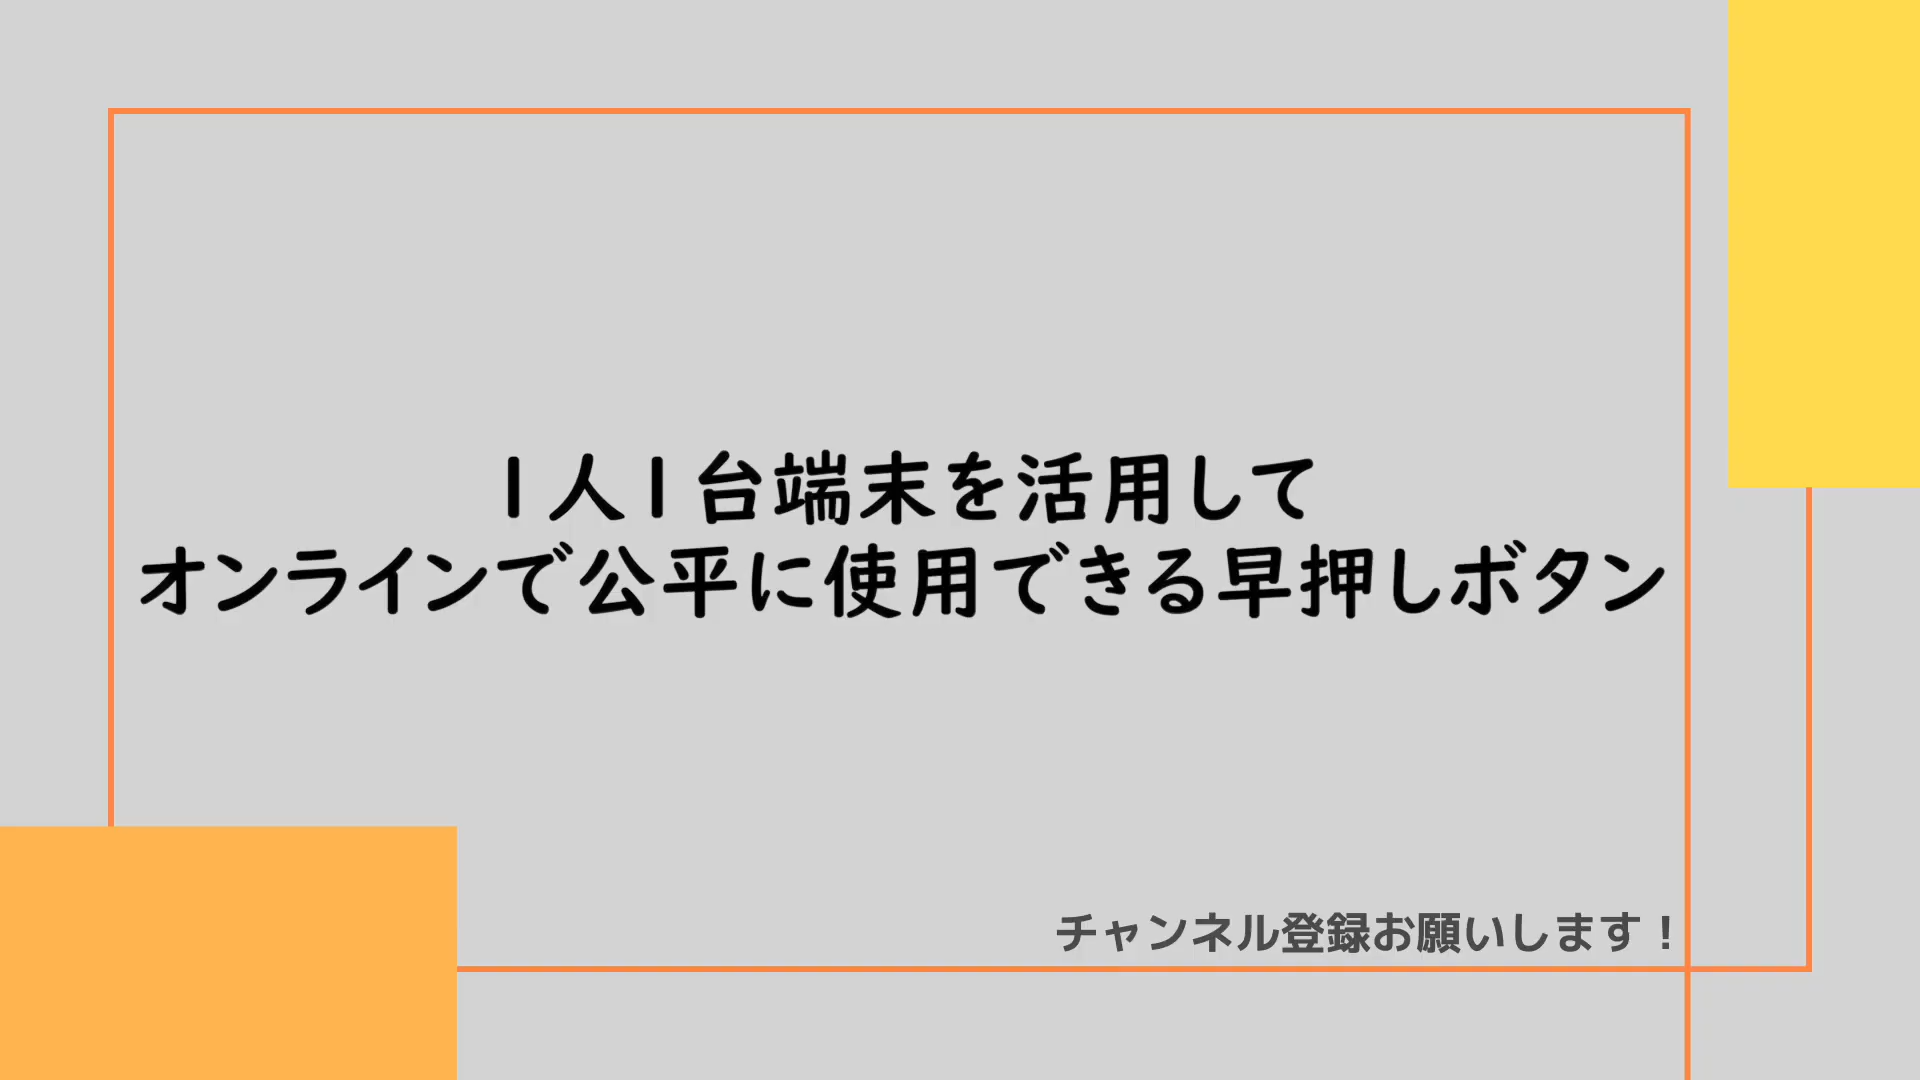 1人1台端末を活用して
オンラインで公平に使用できる早押しボタン
チャンネル登録お願いします！